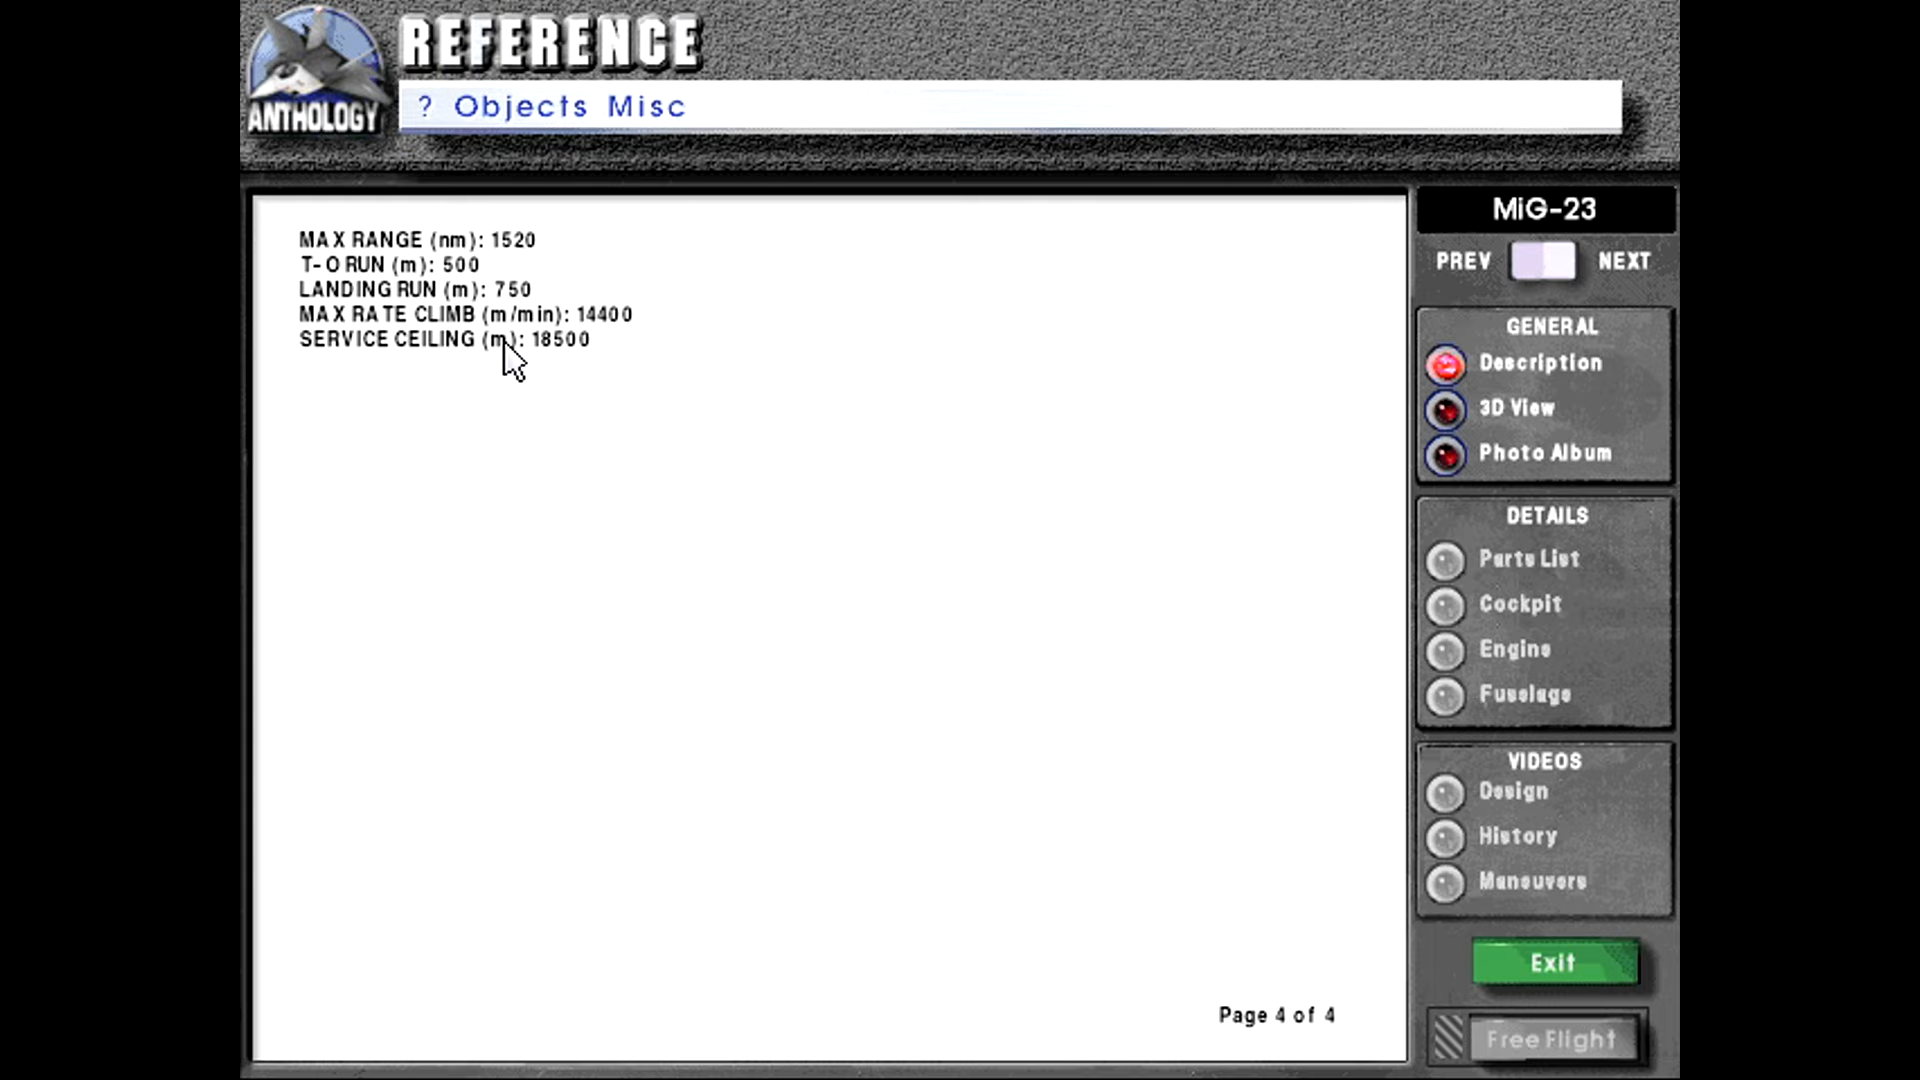 REFERENCE
ANTHOLOGY
? Objects Misc
MAX RANGE (nm): 1520
T-O RUN (m): 500
LANDING RUN (m): 750
MAX RATE CLIMB (m/min): 14400
SERVICE CEILING (m): 18500
Page 4 of 4
MiG-23
PREV NEXT
GENERAL
Description
3D View
Photo Album
DETAILS
Parts List
Cockpit
Engine
Fuselage
VIDEOS
Design
History
Maneuvers
Exit
Free Flight